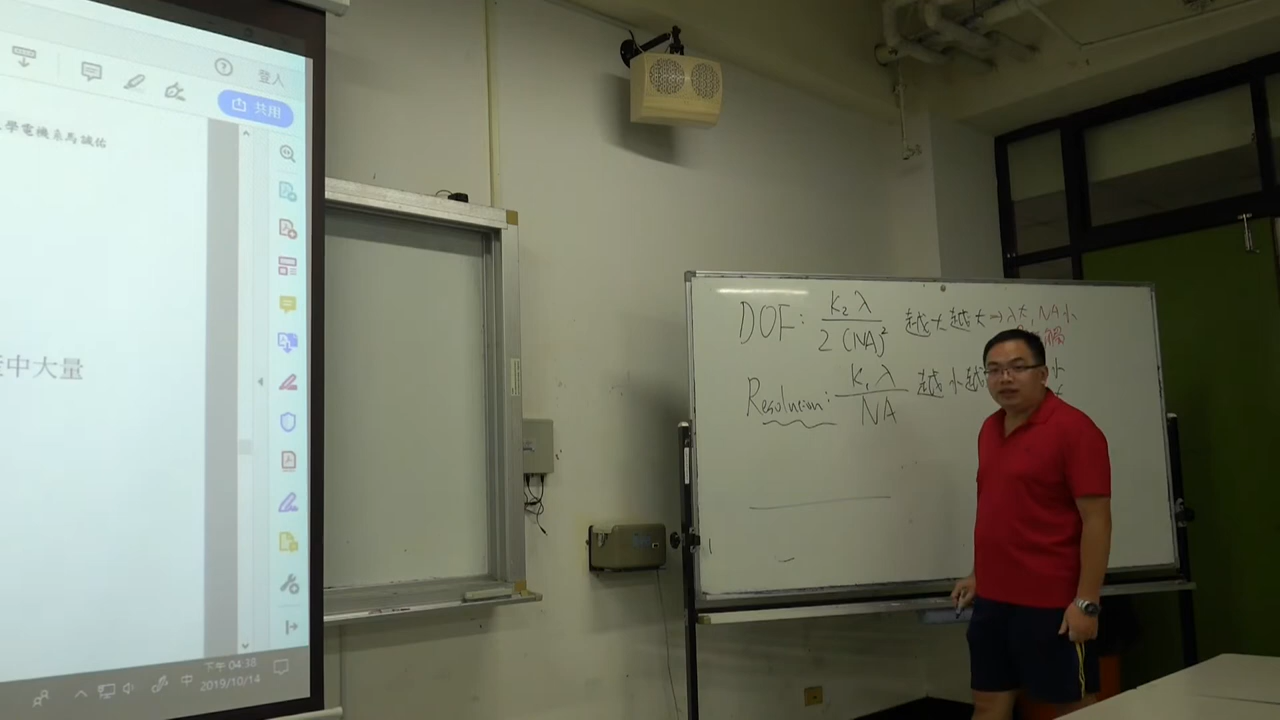 登入
共用
學電機系馬誠佑
中大量
下午 04:38
中
2019/10/14
DOF: K₂λ / 2(NA)² 越大越大 ⇒ λ大, NA小
Resolution: K₁λ / NA 越小越